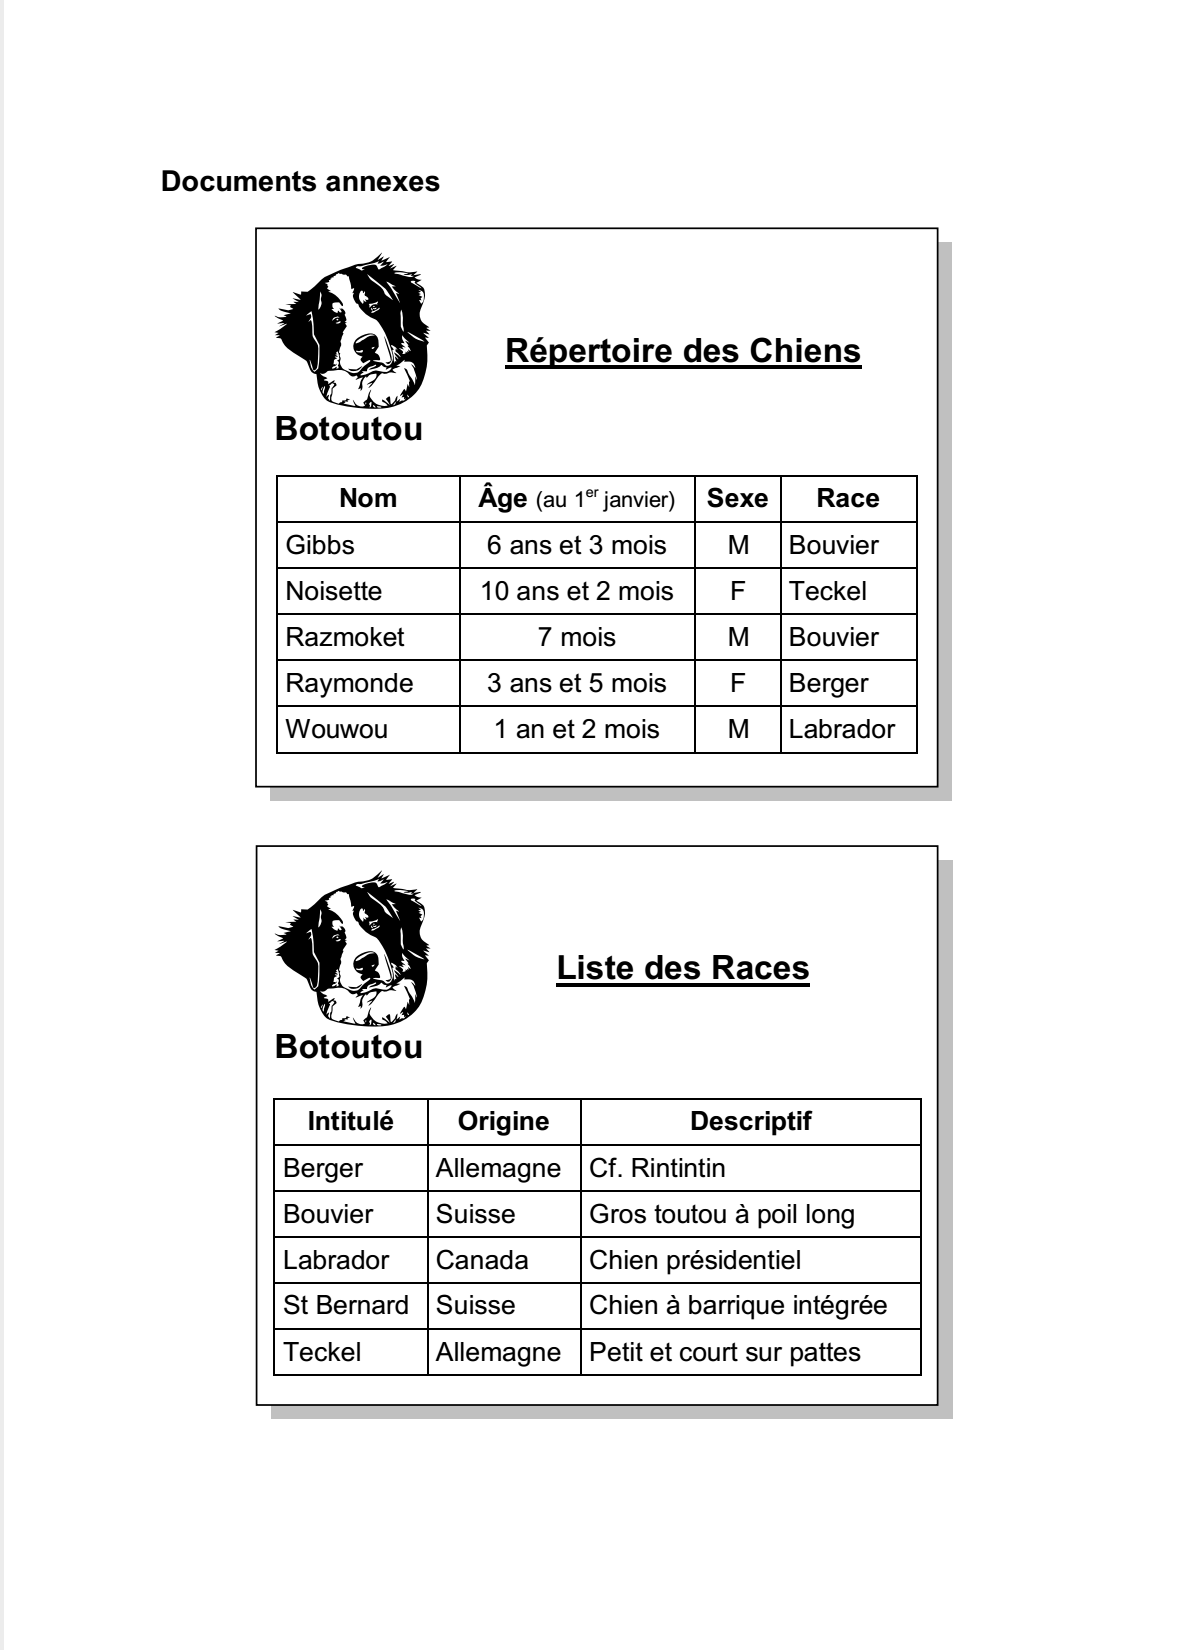 Documents annexes
Répertoire des Chiens
Botoutou
Nom Âge (au 1er janvier) Sexe Race
Gibbs 6 ans et 3 mois M Bouvier
Noisette 10 ans et 2 mois F Teckel
Razmoket 7 mois M Bouvier
Raymonde 3 ans et 5 mois F Berger
Wouwou 1 an et 2 mois M Labrador
Liste des Races
Botoutou
Intitulé Origine Descriptif
Berger Allemagne Cf. Rintintin
Bouvier Suisse Gros toutou à poil long
Labrador Canada Chien présidentiel
St Bernard Suisse Chien à barrique intégrée
Teckel Allemagne Petit et court sur pattes